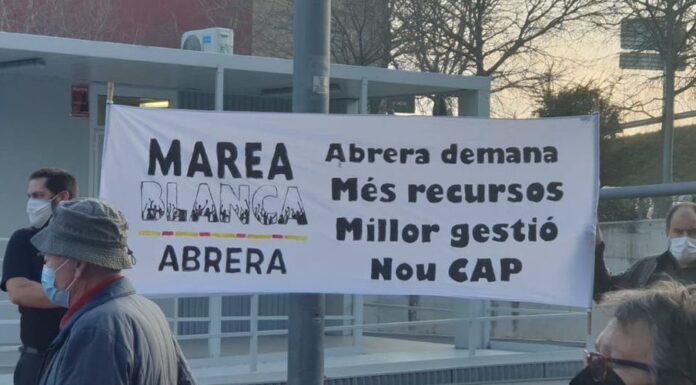 MAREA
BLANCA
ABRERA
Abrera demana
Més recursos
Millor gestió
Nou CAP